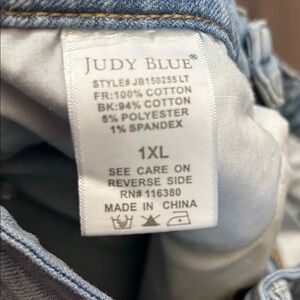 JUDY BLUE®
STYLE# JB150255 LT
FR:100% COTTON
BK:94% COTTON
5% POLYESTER
1% SPANDEX
1XL
SEE CARE ON
REVERSE SIDE
RN# 116380
MADE IN CHINA